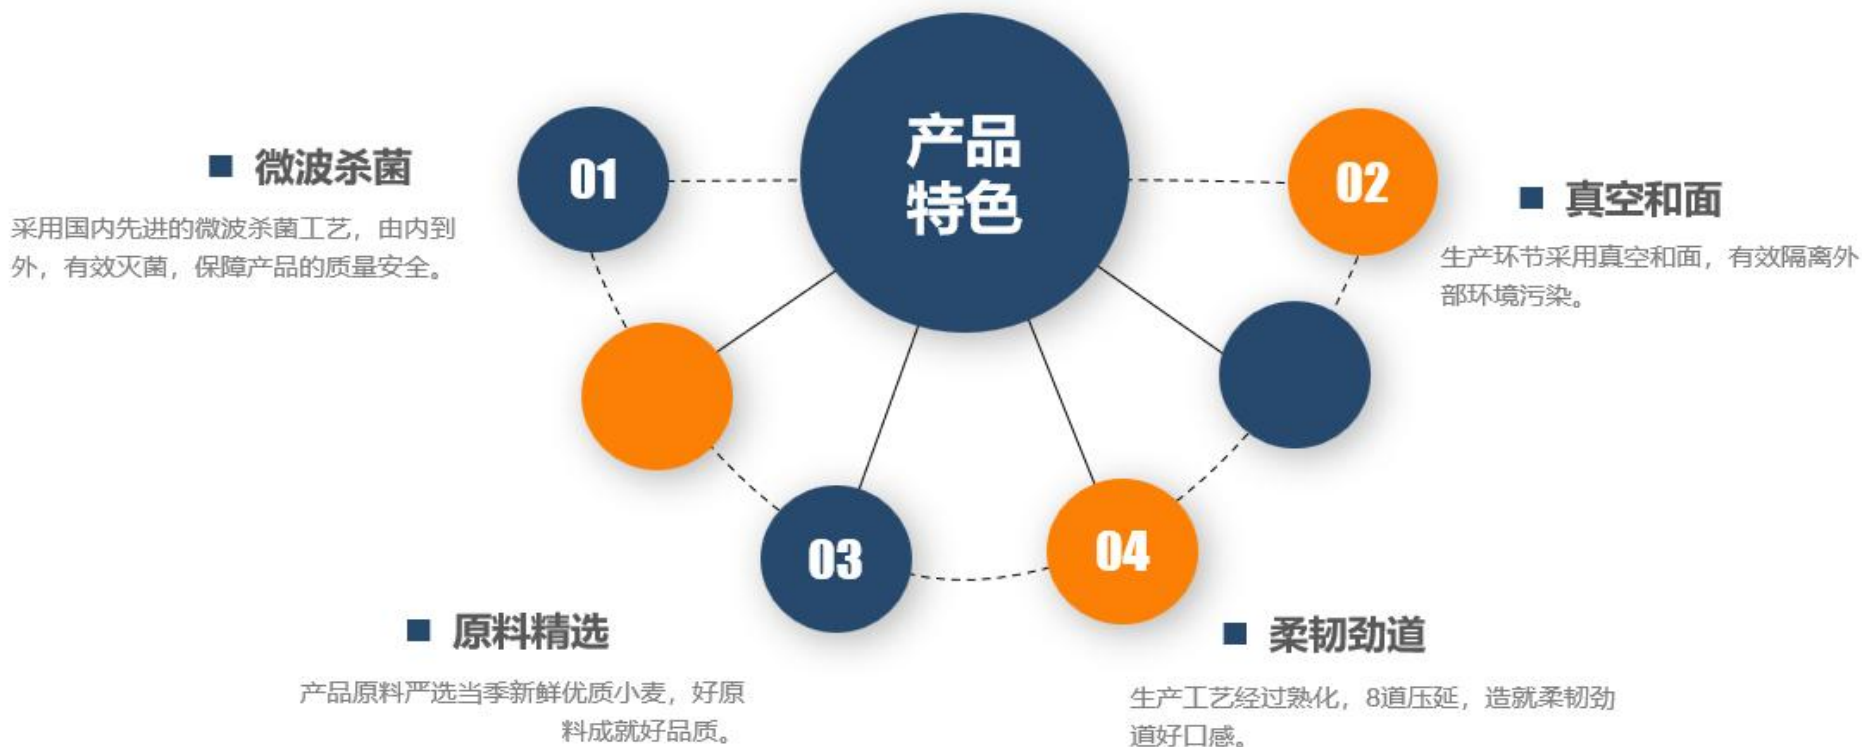 产品
特色
01
■ 微波杀菌
采用国内先进的微波杀菌工艺，由内到
外，有效灭菌，保障产品的质量安全。
02
■ 真空和面
生产环节采用真空和面，有效隔离外
部环境污染。
03
■ 原料精选
产品原料严选当季新鲜优质小麦，好原
料成就好品质。
04
■ 柔韧劲道
生产工艺经过熟化，8道压延，造就柔韧劲
道好口感。